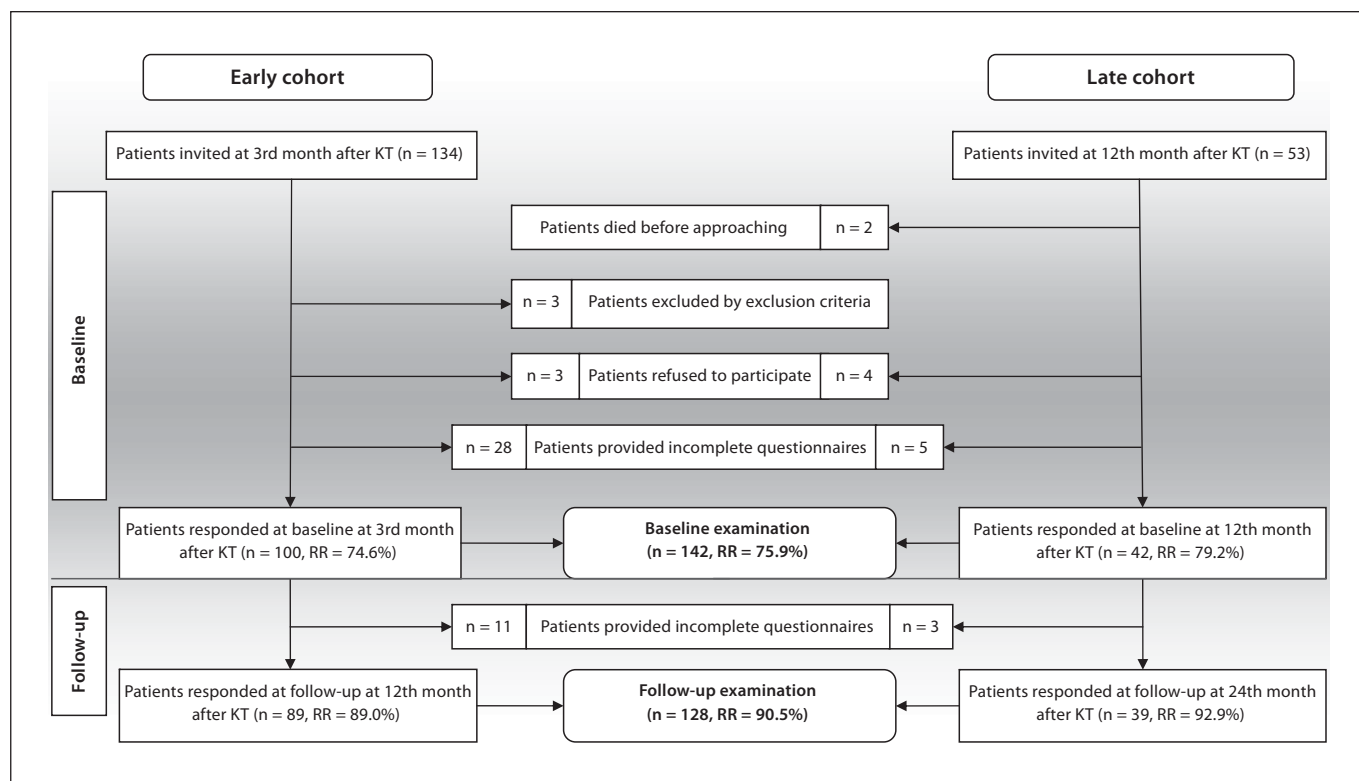 Early cohort
Late cohort
Patients invited at 3rd month after KT (n = 134)
Patients invited at 12th month after KT (n = 53)
Baseline
Patients died before approaching
n = 2
n = 3
Patients excluded by exclusion criteria
n = 3
Patients refused to participate
n = 4
n = 28
Patients provided incomplete questionnaires
n = 5
Patients responded at baseline at 3rd month
after KT (n = 100, RR = 74.6%)
Baseline examination
(n = 142, RR = 75.9%)
Patients responded at baseline at 12th month
after KT (n = 42, RR = 79.2%)
Follow-up
n = 11
Patients provided incomplete questionnaires
n = 3
Patients responded at follow-up at 12th month
after KT (n = 89, RR = 89.0%)
Follow-up examination
(n = 128, RR = 90.5%)
Patients responded at follow-up at 24th month
after KT (n = 39, RR = 92.9%)